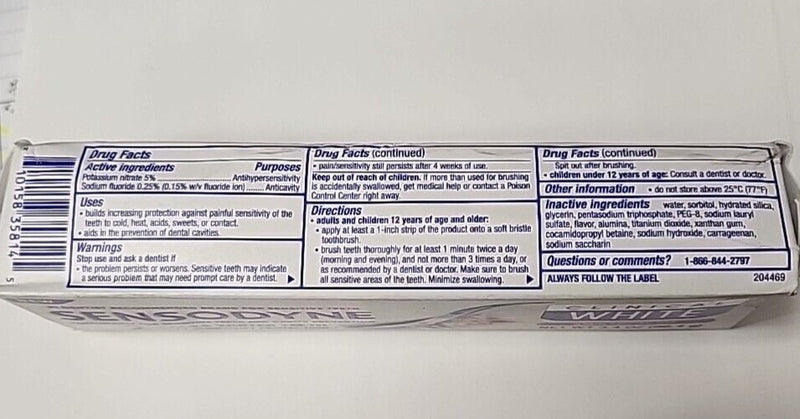 Drug Facts
Active ingredients Purposes
Potassium nitrate 5% Antihypersensitivity
Sodium fluoride 0.25% (0.15% w/v fluoride ion) ........ Anticavity
Uses
• builds increasing protection against painful sensitivity of the
teeth to cold, heat, acids, sweets, or contact.
• aids in the prevention of dental cavities.
Warnings
Stop use and ask a dentist if
• the problem persists or worsens. Sensitive teeth may indicate
a serious problem that may need prompt care by a dentist. ▶
Drug Facts (continued)
• pain/sensitivity still persists after 4 weeks of use.
Keep out of reach of children. If more than used for brushing
is accidentally swallowed, get medical help or contact a Poison
Control Center right away.
Directions
• adults and children 12 years of age and older:
• apply at least a 1-inch strip of the product onto a soft bristle
toothbrush.
• brush teeth thoroughly for at least 1 minute twice a day
(morning and evening), and not more than 3 times a day, or
as recommended by a dentist or doctor. Make sure to brush
all sensitive areas of the teeth. Minimize swallowing. ▶
Drug Facts (continued)
Spit out after brushing.
• children under 12 years of age: Consult a dentist or doctor.
Other information • do not store above 25°C (77°F)
Inactive ingredients water, sorbitol, hydrated silica,
glycerin, pentasodium triphosphate, PEG-8, sodium lauryl
sulfate, flavor, alumina, titanium dioxide, xanthan gum,
cocamidopropyl betaine, sodium hydroxide, carrageenan,
sodium saccharin
Questions or comments? 1-866-844-2797
ALWAYS FOLLOW THE LABEL 204469
10158 35814 5
SENSODYNE
CLINICAL
WHITE